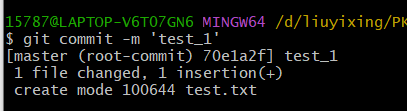 15787@LAPTOP-V6TO7GN6 MINGW64 /d/liuyixing/PK
$ git commit -m 'test_1'
[master (root-commit) 70e1a2f] test_1
1 file changed, 1 insertion(+)
create mode 100644 test.txt